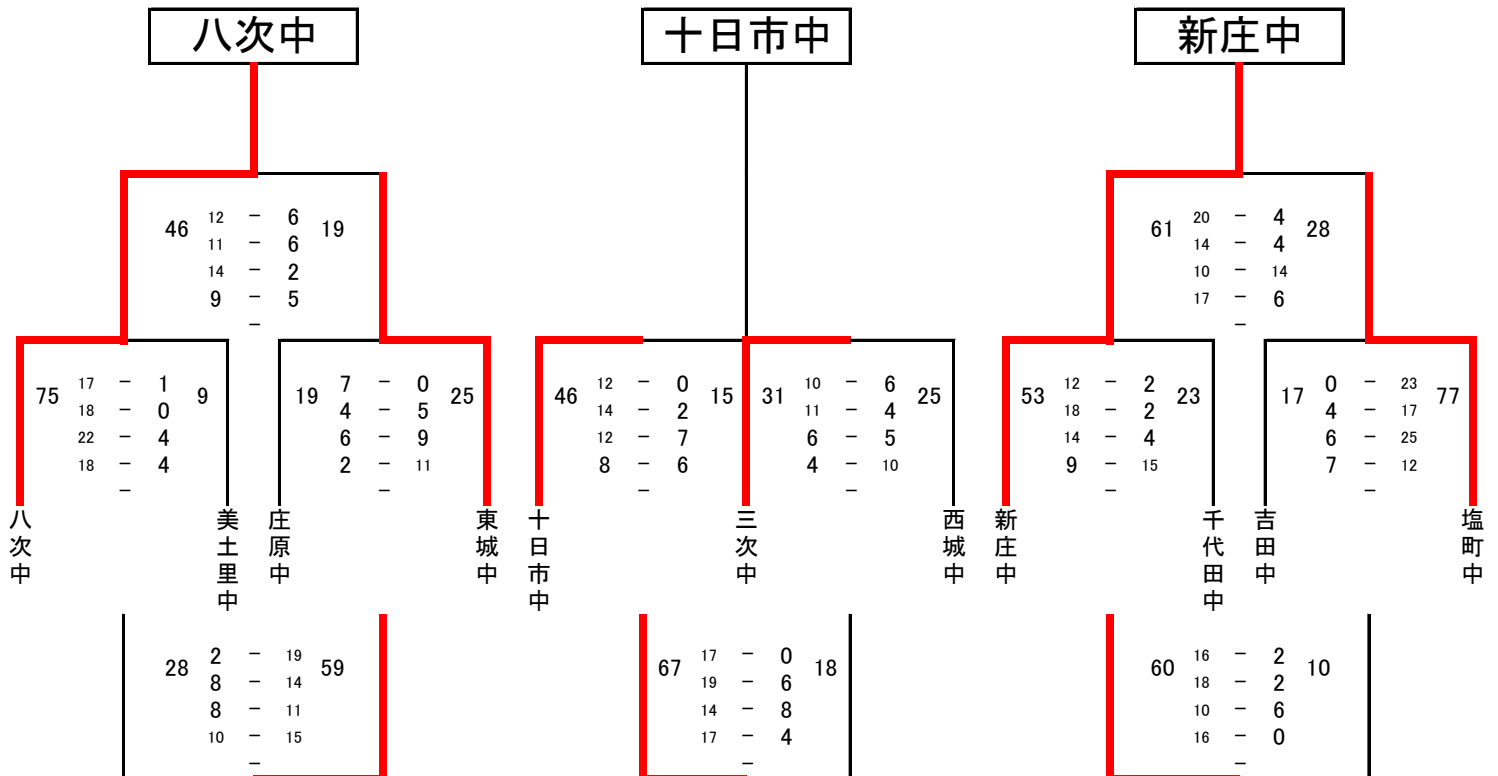 八次中
十日市中
新庄中
46 12 － 6 19
11 － 6
14 － 2
9 － 5
－
61 20 － 4 28
14 － 4
10 － 14
17 － 6
－
75 17 － 1 9
18 － 0
22 － 4
18 － 4
－
19 7 － 0 25
4 － 5
6 － 9
2 － 11
－
46 12 － 0 15
14 － 2
12 － 7
8 － 6
－
31 10 － 6 25
11 － 4
6 － 5
4 － 10
－
53 12 － 2 23
18 － 2
14 － 4
9 － 15
－
17 0 － 23 77
4 － 17
6 － 25
7 － 12
－
八次中
美土里中
庄原中
東城中
十日市中
三次中
西城中
新庄中
千代田中
吉田中
塩町中
28 2 － 19 59
8 － 14
8 － 11
10 － 15
－
67 17 － 0 18
19 － 6
14 － 8
17 － 4
－
60 16 － 2 10
18 － 2
10 － 6
16 － 0
－